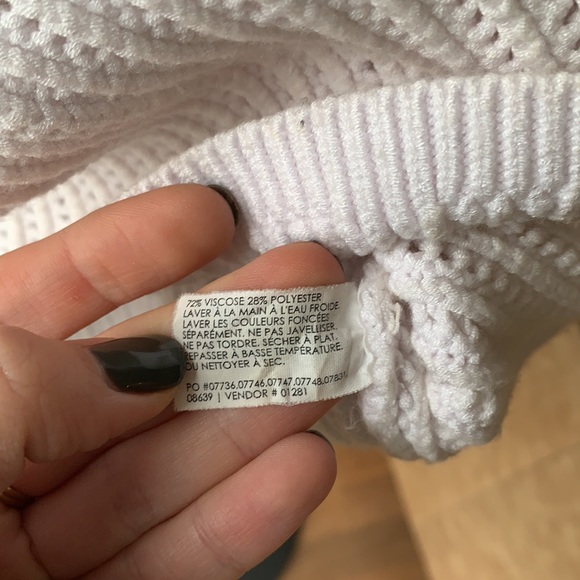 72% VISCOSE 28% POLYESTER
LAVER À LA MAIN À L'EAU FROIDE
LAVER LES COULEURS FONCÉES
SÉPARÉMENT. NE PAS JAVELLISER.
NE PAS TORDRE. SÉCHER À PLAT.
REPASSER À BASSE TEMPÉRATURE.
OU NETTOYER À SEC.
PO #07736,07746,07747,07748,07831,
08639 | VENDOR # 01281